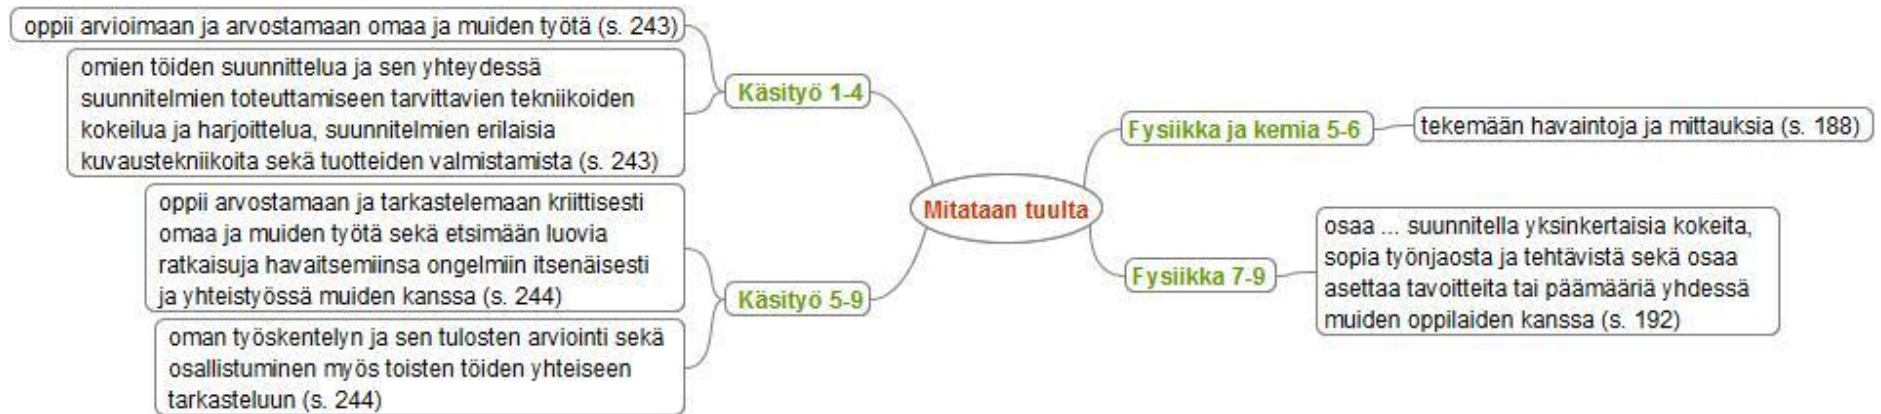 oppii arvioimaan ja arvostamaan omaa ja muiden työtä (s. 243)
omien töiden suunnittelua ja sen yhteydessä
suunnitelmien toteuttamiseen tarvittavien tekniikoiden
kokeilua ja harjoittelua, suunnitelmien erilaisia
kuvaustekniikoita sekä tuotteiden valmistamista (s. 243)
Käsityö 1-4
oppii arvostamaan ja tarkastelemaan kriittisesti
omaa ja muiden työtä sekä etsimään luovia
ratkaisuja havaitsemiinsa ongelmiin itsenäisesti
ja yhteistyössä muiden kanssa (s. 244)
oman työskentelyn ja sen tulosten arviointi sekä
osallistuminen myös toisten töiden yhteiseen
tarkasteluun (s. 244)
Käsityö 5-9
Mitataan tuulta
Fysiikka ja kemia 5-6
tekemään havaintoja ja mittauksia (s. 188)
Fysiikka 7-9
osaa ... suunnitella yksinkertaisia kokeita,
sopia työnjaosta ja tehtävistä sekä osaa
asettaa tavoitteita tai päämääriä yhdessä
muiden oppilaiden kanssa (s. 192)